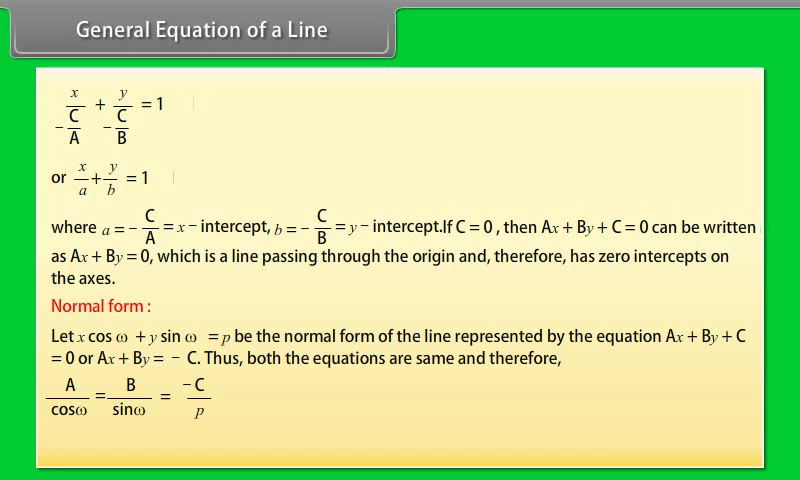 General Equation of a Line
x/(−C/A) + y/(−C/B) = 1
or x/a + y/b = 1
where a = − C/A = x − intercept, b = − C/B = y − intercept.If C = 0 , then Ax + By + C = 0 can be written
as Ax + By = 0, which is a line passing through the origin and, therefore, has zero intercepts on
the axes.
Normal form :
Let x cos ω + y sin ω = p be the normal form of the line represented by the equation Ax + By + C
= 0 or Ax + By = − C. Thus, both the equations are same and therefore,
A/cosω = B/sinω = −C/p